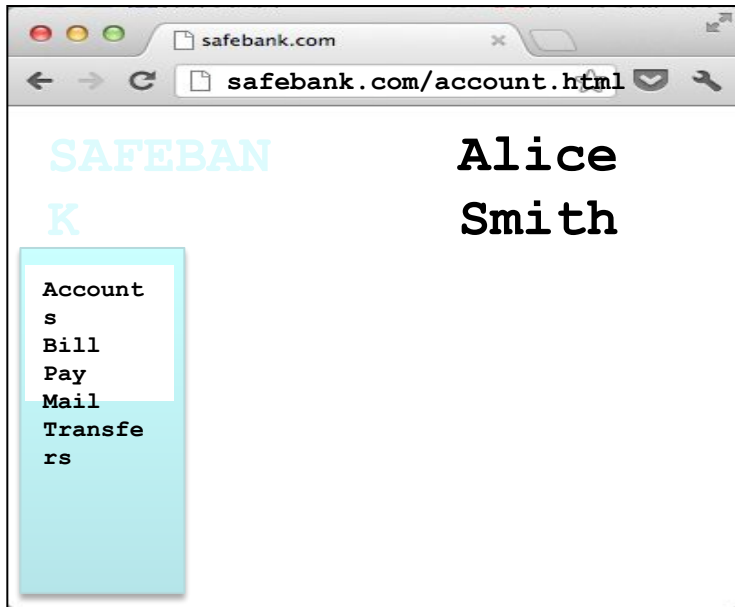 safebank.com
safebank.com/account.html
SAFEBAN
K
Alice
Smith
Account
s
Bill
Pay
Mail
Transfe
rs